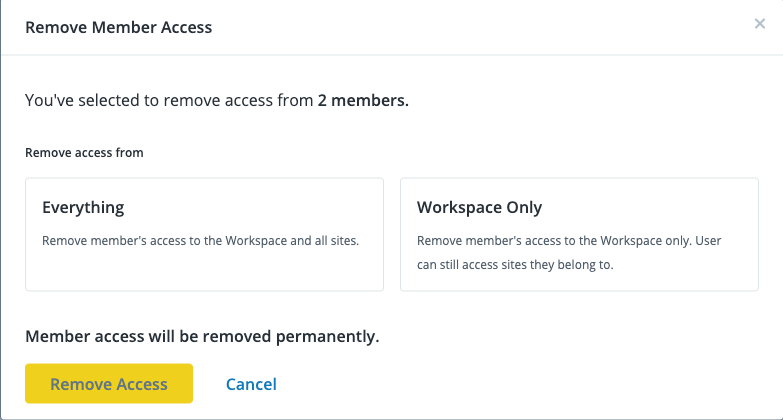 Remove Member Access
You've selected to remove access from 2 members.
Remove access from
Everything
Remove member's access to the Workspace and all sites.
Workspace Only
Remove member's access to the Workspace only. User
can still access sites they belong to.
Member access will be removed permanently.
Remove Access
Cancel